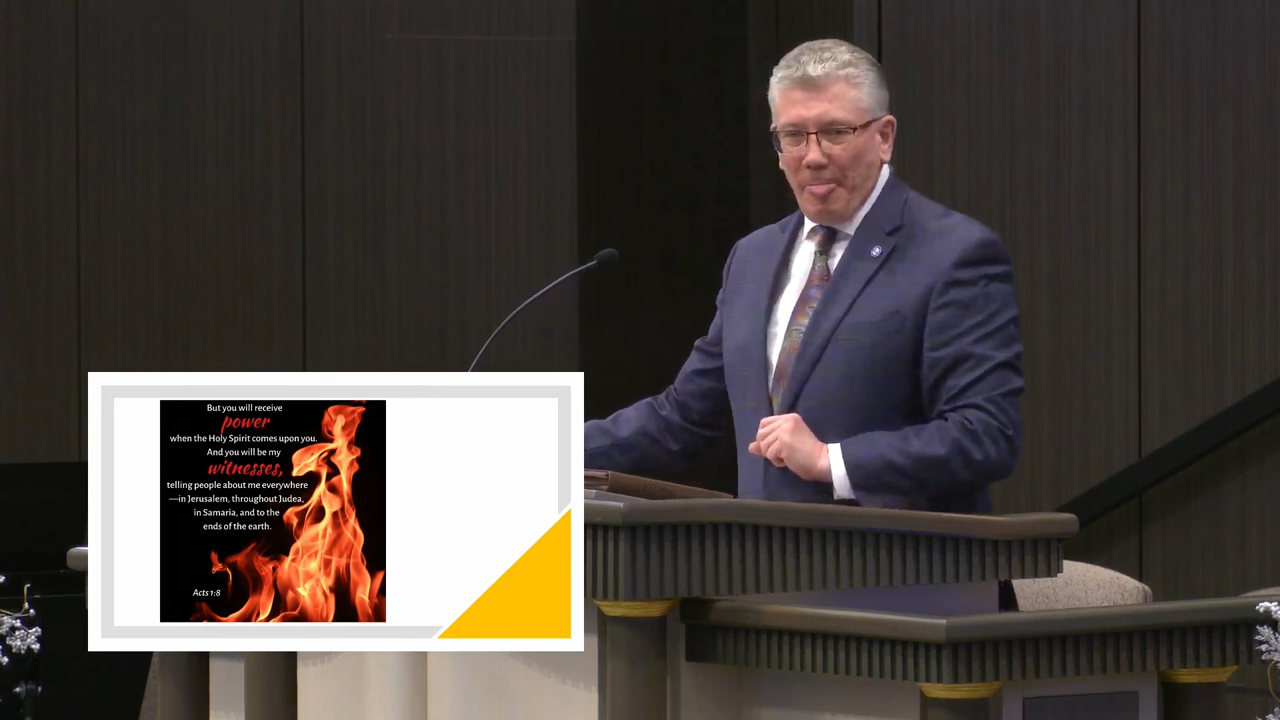 But you will receive
power
when the Holy Spirit comes upon you.
And you will be my
witnesses,
telling people about me everywhere
—in Jerusalem, throughout Judea,
in Samaria, and to the
ends of the earth.
Acts 1:8